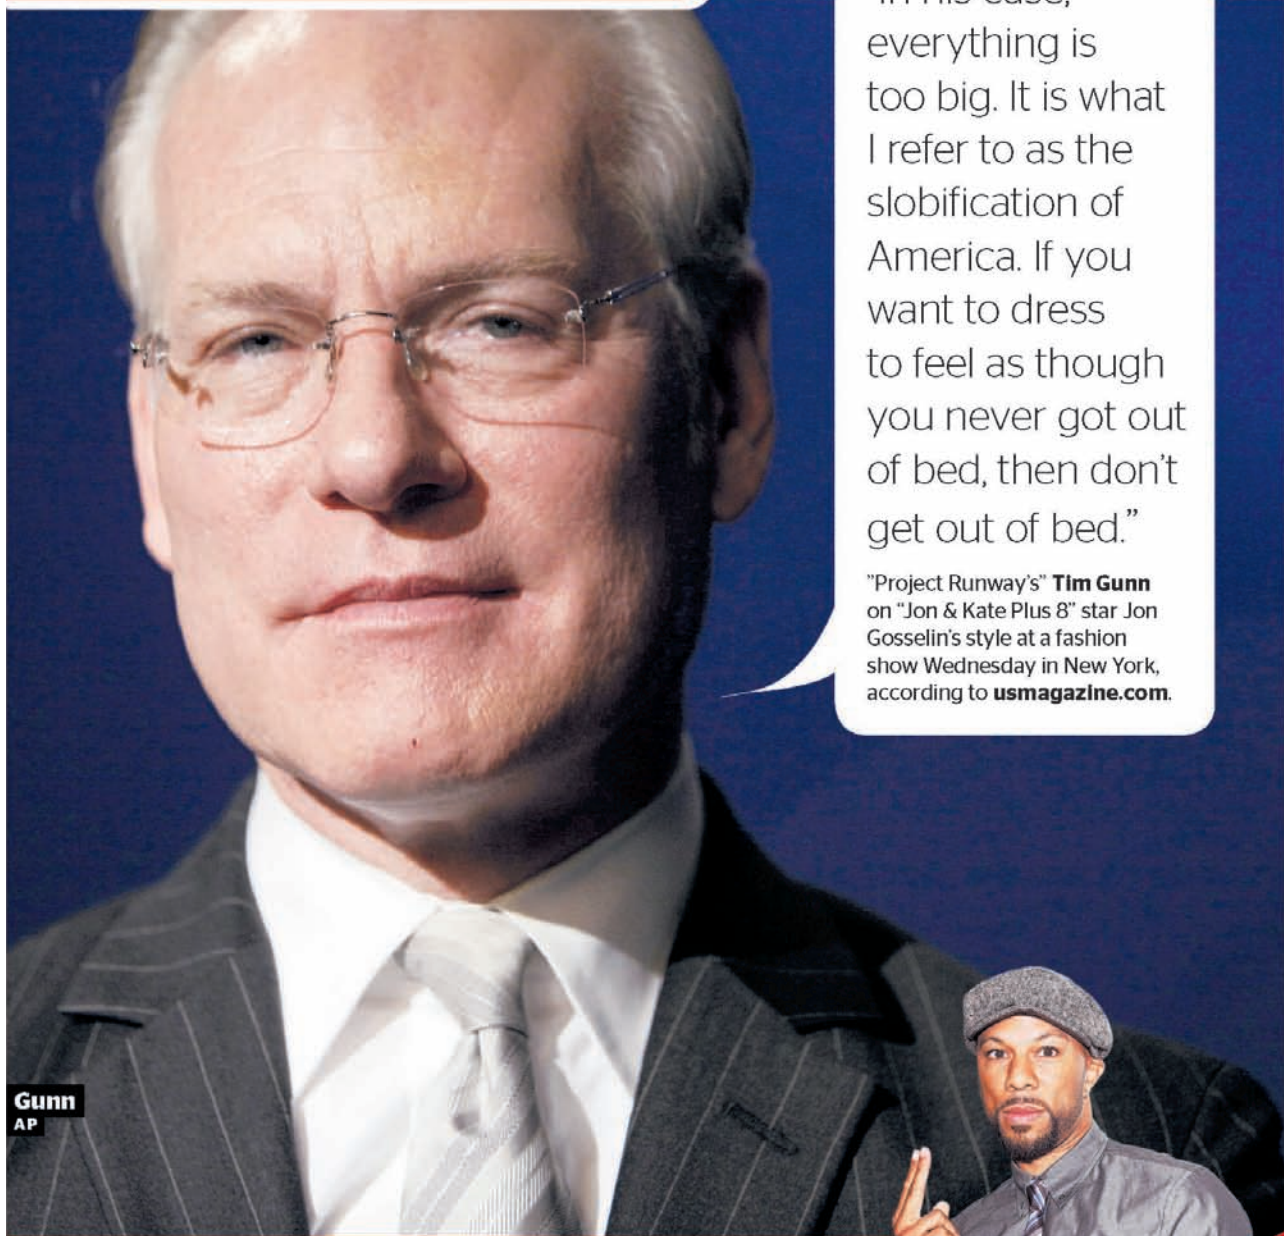 "In his case,
everything is
too big. It is what
I refer to as the
slobification of
America. If you
want to dress
to feel as though
you never got out
of bed, then don't
get out of bed."
"Project Runway's" Tim Gunn
on "Jon & Kate Plus 8" star Jon
Gosselin's style at a fashion
show Wednesday in New York,
according to usmagazine.com.
Gunn
AP